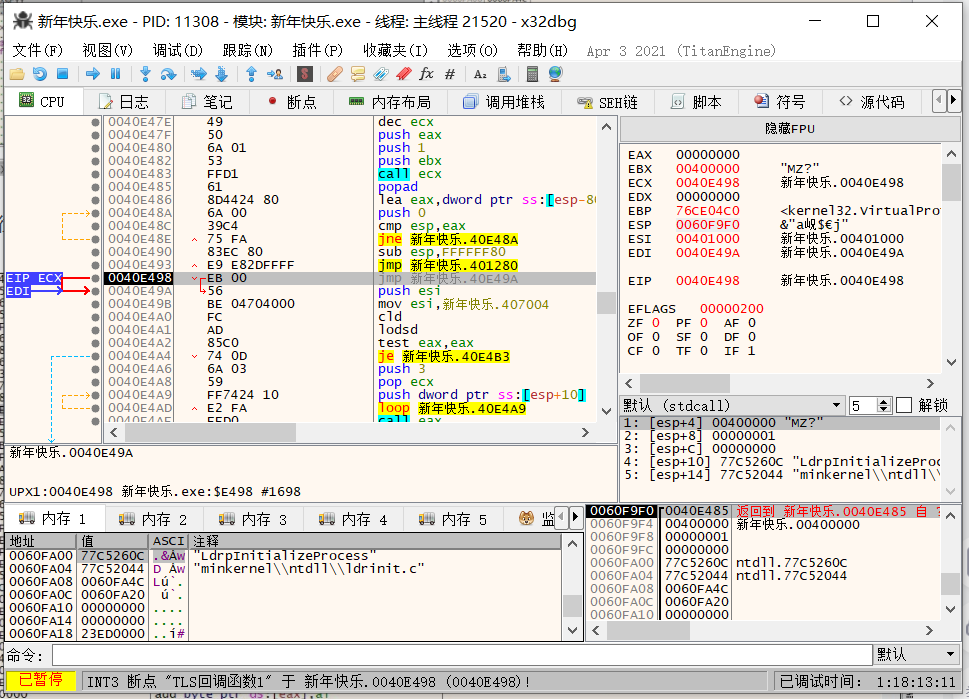 新年快乐.exe - PID: 11308 - 模块: 新年快乐.exe - 线程: 主线程 21520 - x32dbg
文件(F) 视图(V) 调试(D) 跟踪(N) 插件(P) 收藏夹(I) 选项(O) 帮助(H) Apr 3 2021 (TitanEngine)
CPU 日志 笔记 断点 内存布局 调用堆栈 SEH链 脚本 符号 源代码
0040E47E 49 dec ecx
0040E47F 50 push eax
0040E480 6A 01 push 1
0040E482 53 push ebx
0040E483 FFD1 call ecx
0040E485 61 popad
0040E486 8D4424 80 lea eax,dword ptr ss:[esp-80
0040E48A 6A 00 push 0
0040E48C 39C4 cmp esp,eax
0040E48E 75 FA jne 新年快乐.40E48A
0040E490 83EC 80 sub esp,FFFFFF80
0040E493 E9 E82DFFFF jmp 新年快乐.401280
EIP ECX 0040E498 EB 00 jmp 新年快乐.40E49A
EDI 0040E49A 56 push esi
0040E49B BE 04704000 mov esi,新年快乐.407004
0040E4A0 FC cld
0040E4A1 AD lodsd
0040E4A2 85C0 test eax,eax
0040E4A4 74 0D je 新年快乐.40E4B3
0040E4A6 6A 03 push 3
0040E4A8 59 pop ecx
0040E4A9 FF7424 10 push dword ptr ss:[esp+10]
0040E4AD E2 FA loop 新年快乐.40E4A9
隐藏FPU
EAX 00000000
EBX 00400000 "MZ?"
ECX 0040E498 新年快乐.0040E498
EDX 00000000
EBP 76CE04C0 <kernel32.VirtualPro
ESP 0060F9F0 &"a岘$€j"
ESI 00401000 新年快乐.00401000
EDI 0040E49A 新年快乐.0040E49A
EIP 0040E498 新年快乐.0040E498
EFLAGS 00000200
ZF 0 PF 0 AF 0
OF 0 SF 0 DF 0
CF 0 TF 0 IF 1
默认 (stdcall) 5 解锁
1: [esp+4] 00400000 "MZ?"
2: [esp+8] 00000001
3: [esp+c] 00000000
4: [esp+10] 77C5260C "LdrpInitializeProc
5: [esp+14] 77C52044 "minkernel\\ntdll\\
新年快乐.0040E49A
UPX1:0040E498 新年快乐.exe:$E498 #1698
内存 1 内存 2 内存 3 内存 4 内存 5 监
地址 值 ASCI 注释
0060FA00 77C5260C .&Åw "LdrpInitializeProcess"
0060FA04 77C52044 D Åw "minkernel\\ntdll\\ldrinit.c"
0060FA08 0060FA4C Lú`.
0060FA0C 0060FA20 ú`.
0060FA10 00000000 ....
0060FA14 00000000 ....
0060FA18 23ED0000 ..í#
0060F9F0 0040E485 返回到 新年快乐.0040E485 自 ?
0060F9F4 00400000 新年快乐.00400000
0060F9F8 00000001
0060F9FC 00000000
0060FA00 77C5260C ntdll.77C5260C
0060FA04 77C52044 ntdll.77C52044
0060FA08 0060FA4C
0060FA0C 0060FA20
0060FA10 00000000
命令: 默认
已暂停 INT3 断点 "TLS回调函数1" 于 新年快乐.0040E498 (0040E498)! 已调试时间: 1:18:13:11